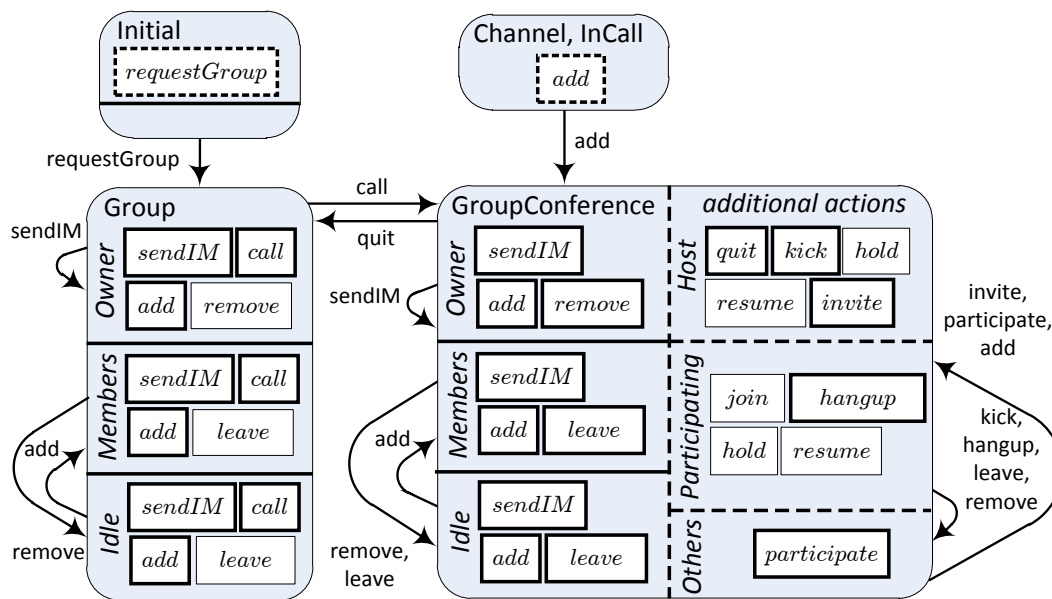 Initial
requestGroup
Channel, InCall
add
requestGroup
add
Group
call
quit
sendIM
Owner
sendIM call
add remove
Members
sendIM call
add leave
add
remove
Idle
sendIM call
add leave
GroupConference
sendIM
Owner
sendIM
add remove
Members
sendIM
add leave
add
remove,
leave
Idle
sendIM
add leave
additional actions
Host
quit kick hold
resume invite
Participating
join hangup
hold resume
Others
participate
invite,
participate,
add
kick,
hangup,
leave,
remove